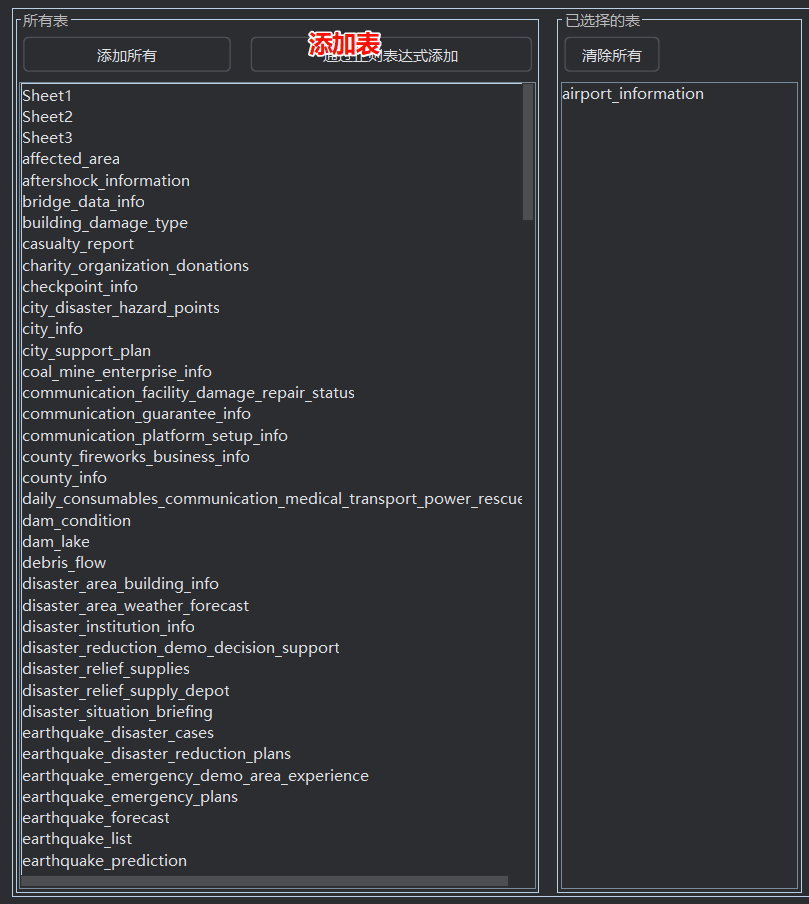 所有表
已选择的表
添加所有
添加表
通过正则表达式添加
清除所有
Sheet1
Sheet2
Sheet3
affected_area
aftershock_information
bridge_data_info
building_damage_type
casualty_report
charity_organization_donations
checkpoint_info
city_disaster_hazard_points
city_info
city_support_plan
coal_mine_enterprise_info
communication_facility_damage_repair_status
communication_guarantee_info
communication_platform_setup_info
county_fireworks_business_info
county_info
daily_consumables_communication_medical_transport_power_rescue
dam_condition
dam_lake
debris_flow
disaster_area_building_info
disaster_area_weather_forecast
disaster_institution_info
disaster_reduction_demo_decision_support
disaster_relief_supplies
disaster_relief_supply_depot
disaster_situation_briefing
earthquake_disaster_cases
earthquake_disaster_reduction_plans
earthquake_emergency_demo_area_experience
earthquake_emergency_plans
earthquake_forecast
earthquake_list
earthquake_prediction
airport_information